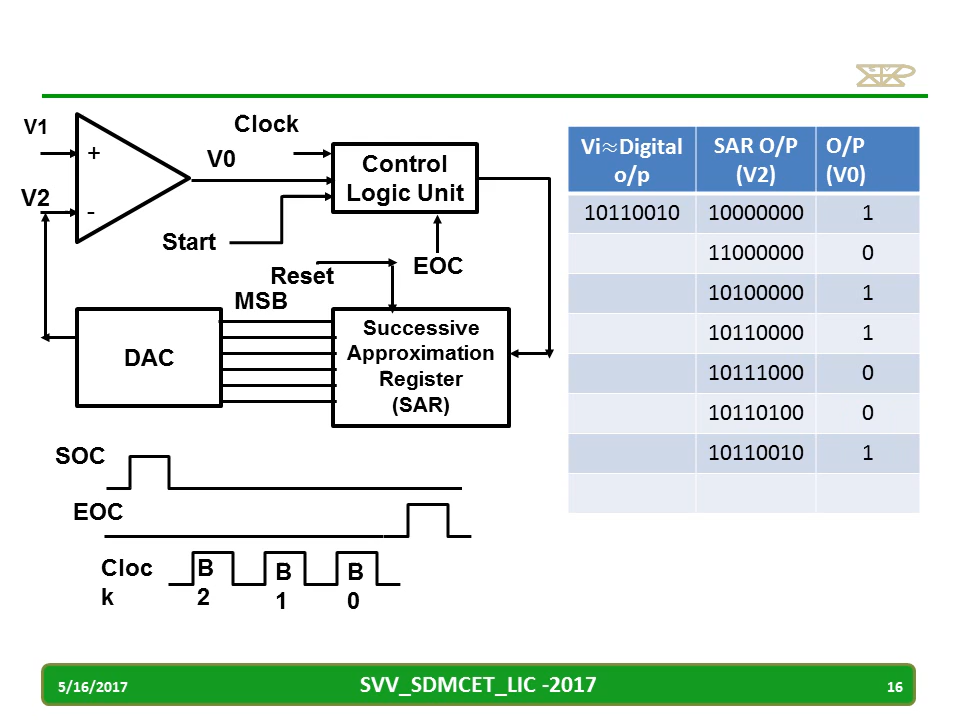 V1
V2
+
-
V0
Clock
Control
Logic Unit
Start
Reset
EOC
MSB
DAC
Successive
Approximation
Register
(SAR)
SOC
EOC
Cloc
k
B
2
B
1
B
0
Vi≈Digital
o/p
SAR O/P
(V2)
O/P
(V0)
10110010 10000000 1
11000000 0
10100000 1
10110000 1
10111000 0
10110100 0
10110010 1
5/16/2017
SVV_SDMCET_LIC -2017
16